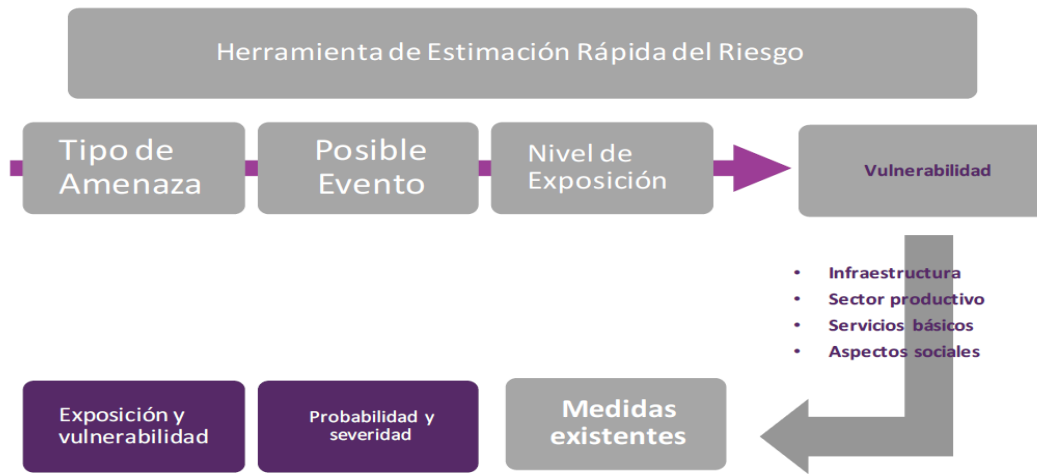 Herramienta de Estimación Rápida del Riesgo
Tipo de
Amenaza
Posible
Evento
Nivel de
Exposición
Vulnerabilidad
• Infraestructura
• Sector productivo
• Servicios básicos
• Aspectos sociales
Exposición y
vulnerabilidad
Probabilidad y
severidad
Medidas
existentes